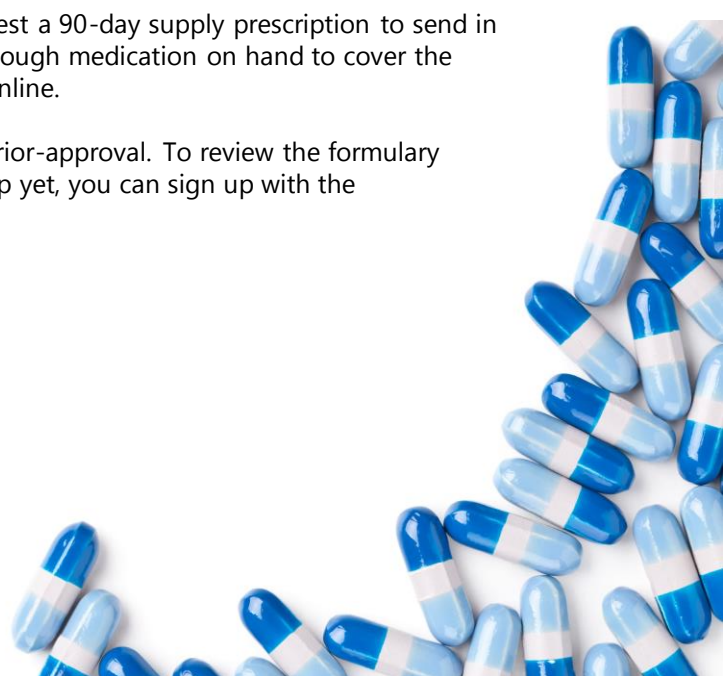 est a 90-day supply prescription to send in
ough medication on hand to cover the
nline.
rior-approval. To review the formulary
p yet, you can sign up with the